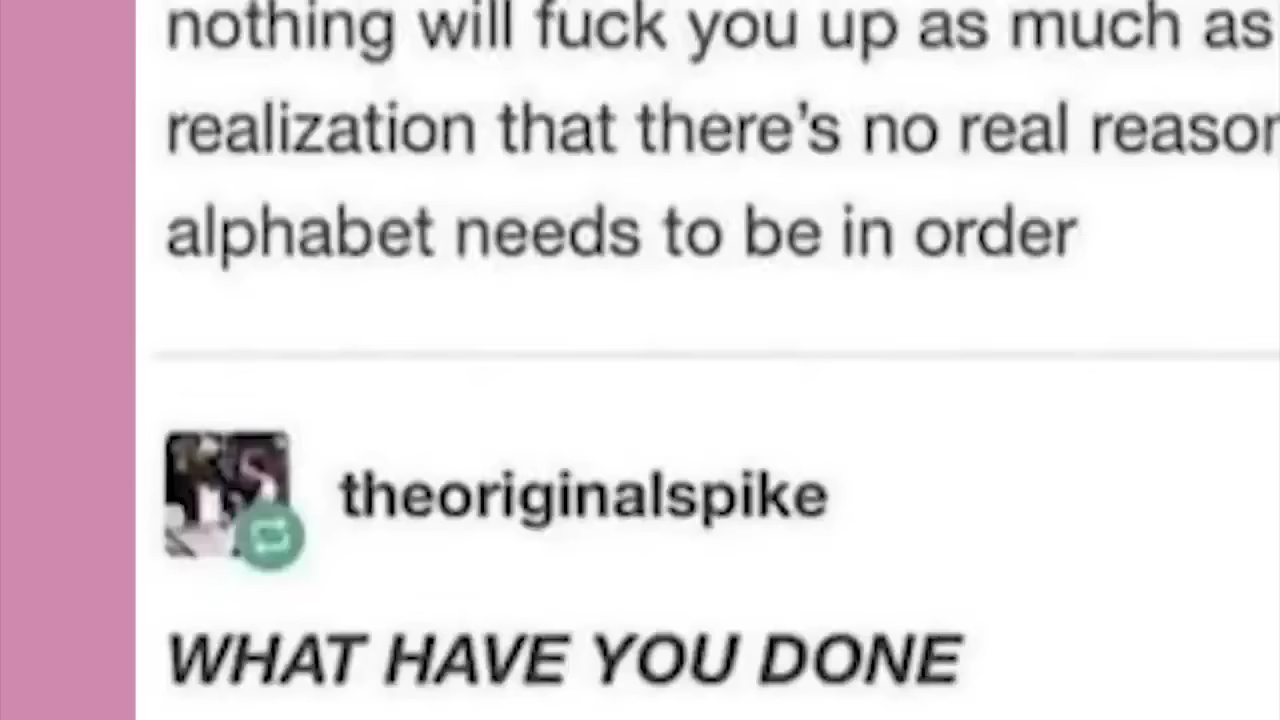 nothing will fuck you up as much as
realization that there's no real reason
alphabet needs to be in order
theoriginalspike
WHAT HAVE YOU DONE